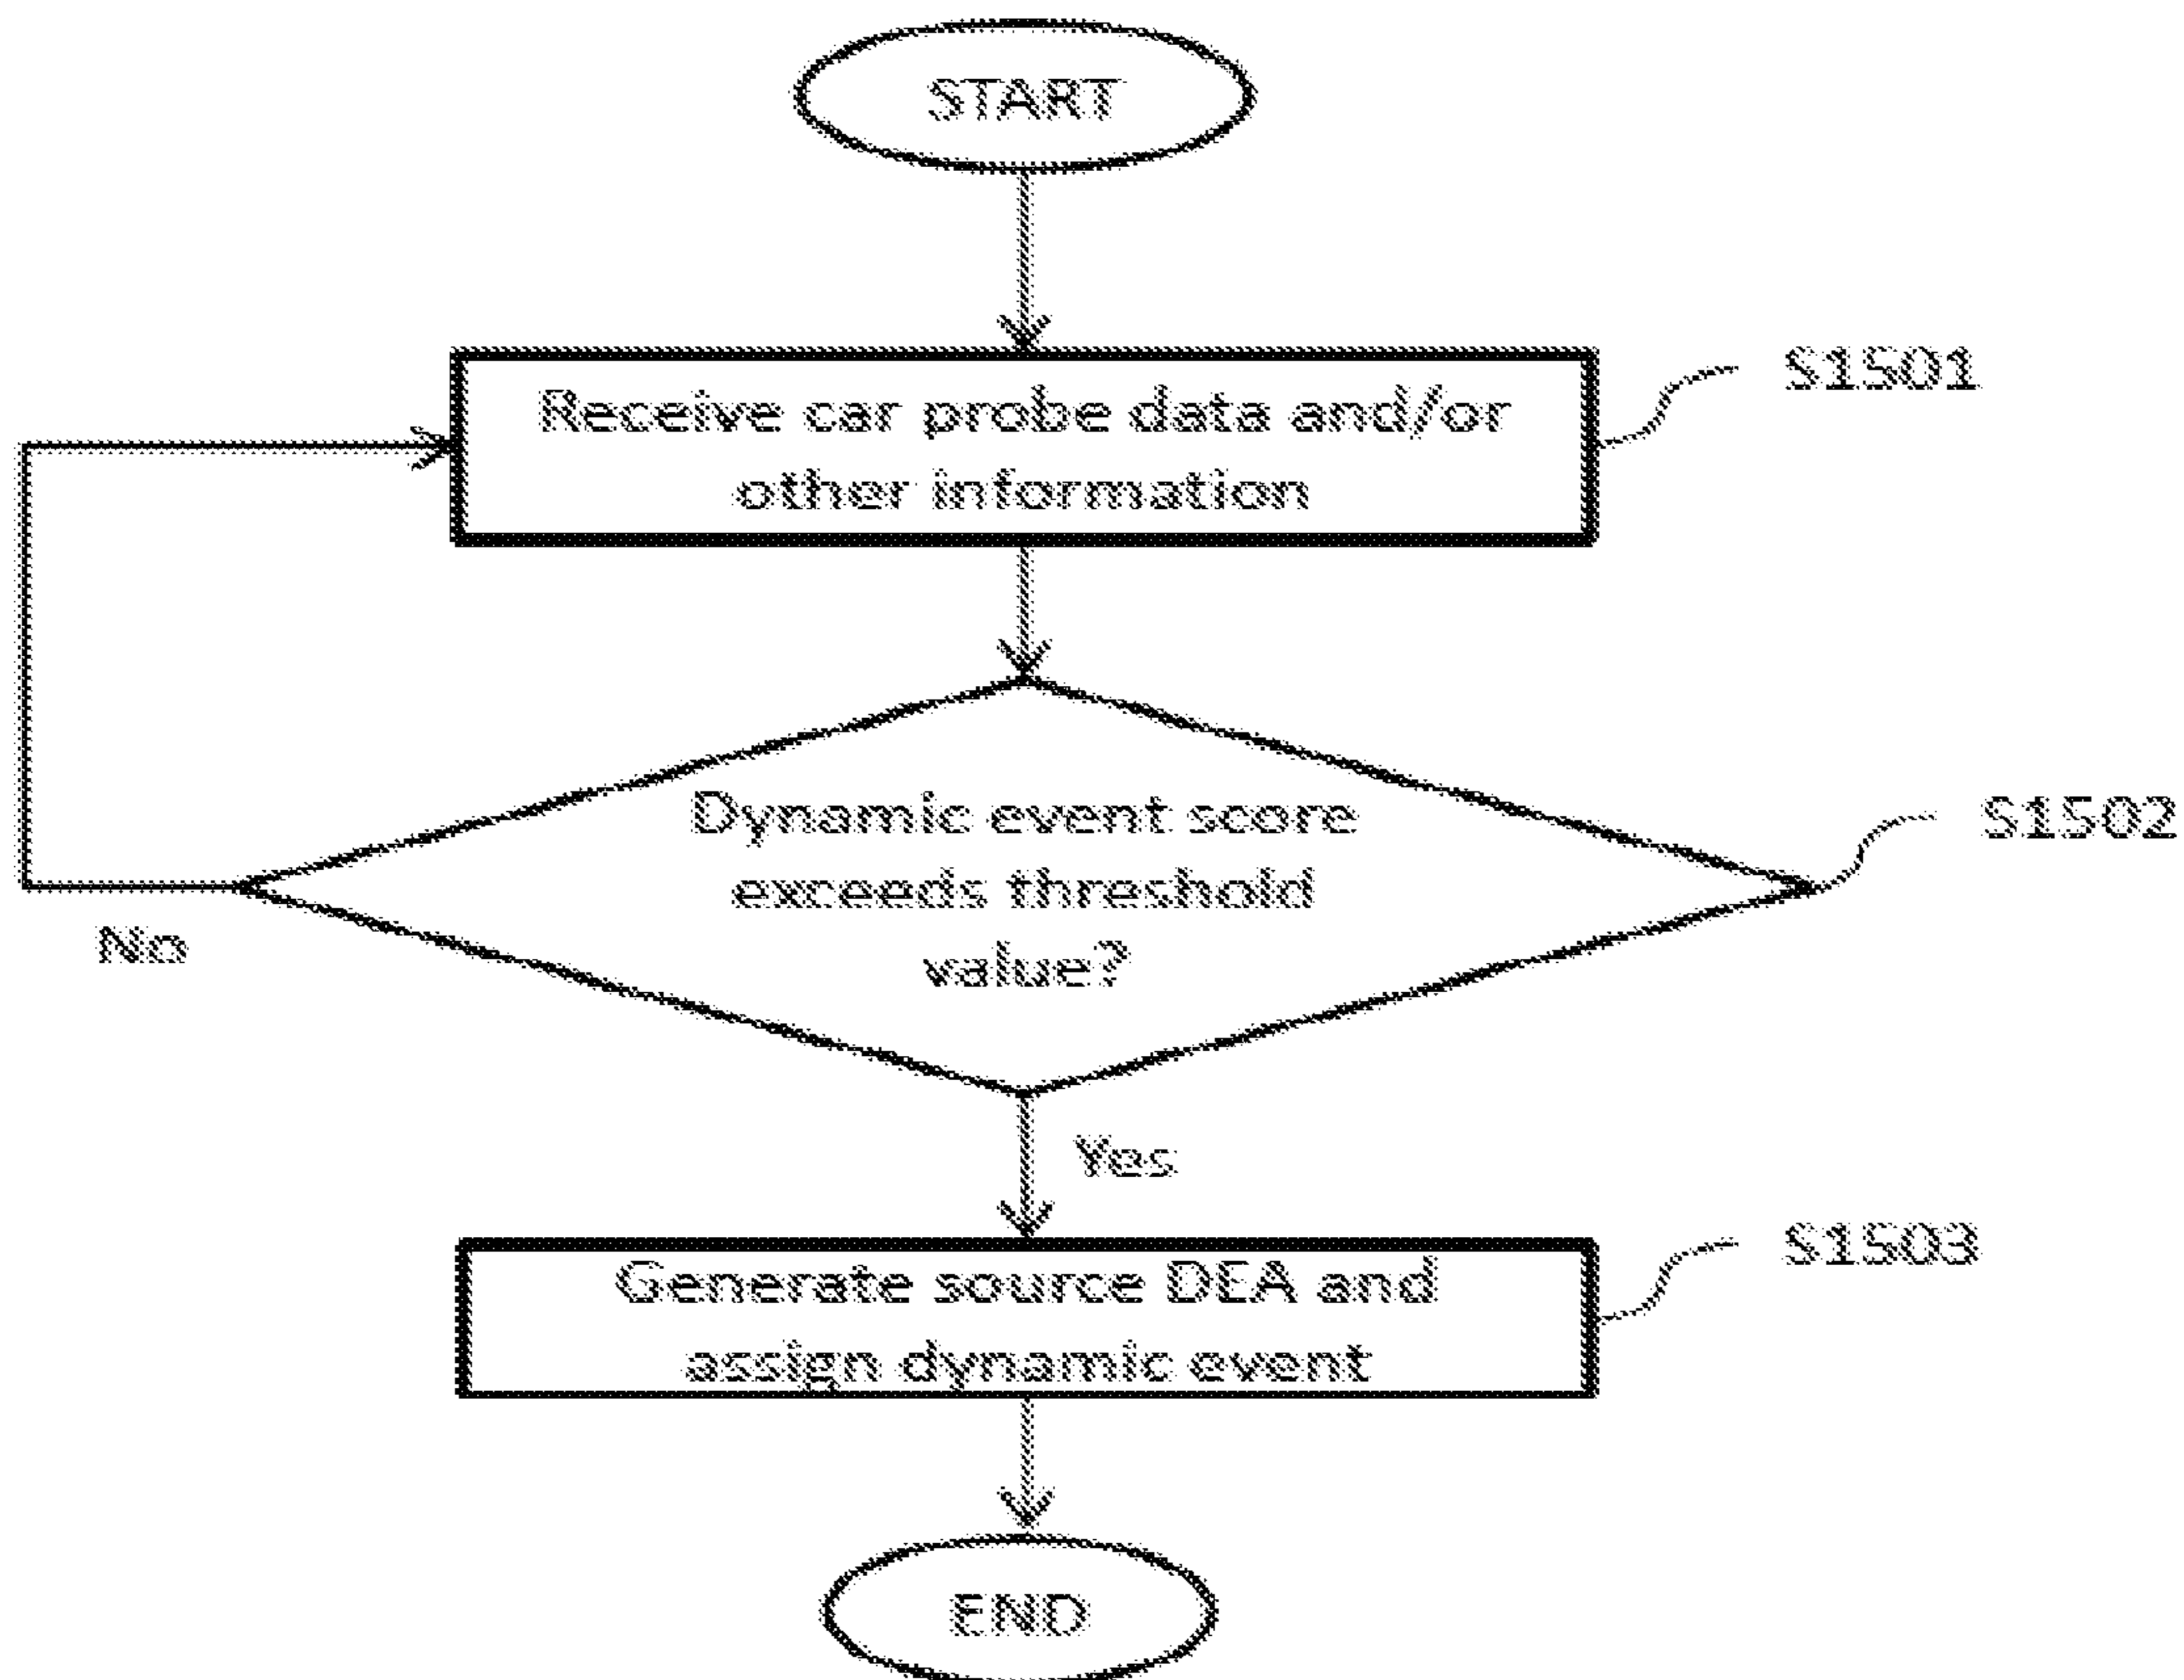 START
Receive car probe data and/or
other information
S1501
Dynamic event score
exceeds threshold
value?
S1502
No
Yes
Generate source DEA and
assign dynamic event
S1503
END